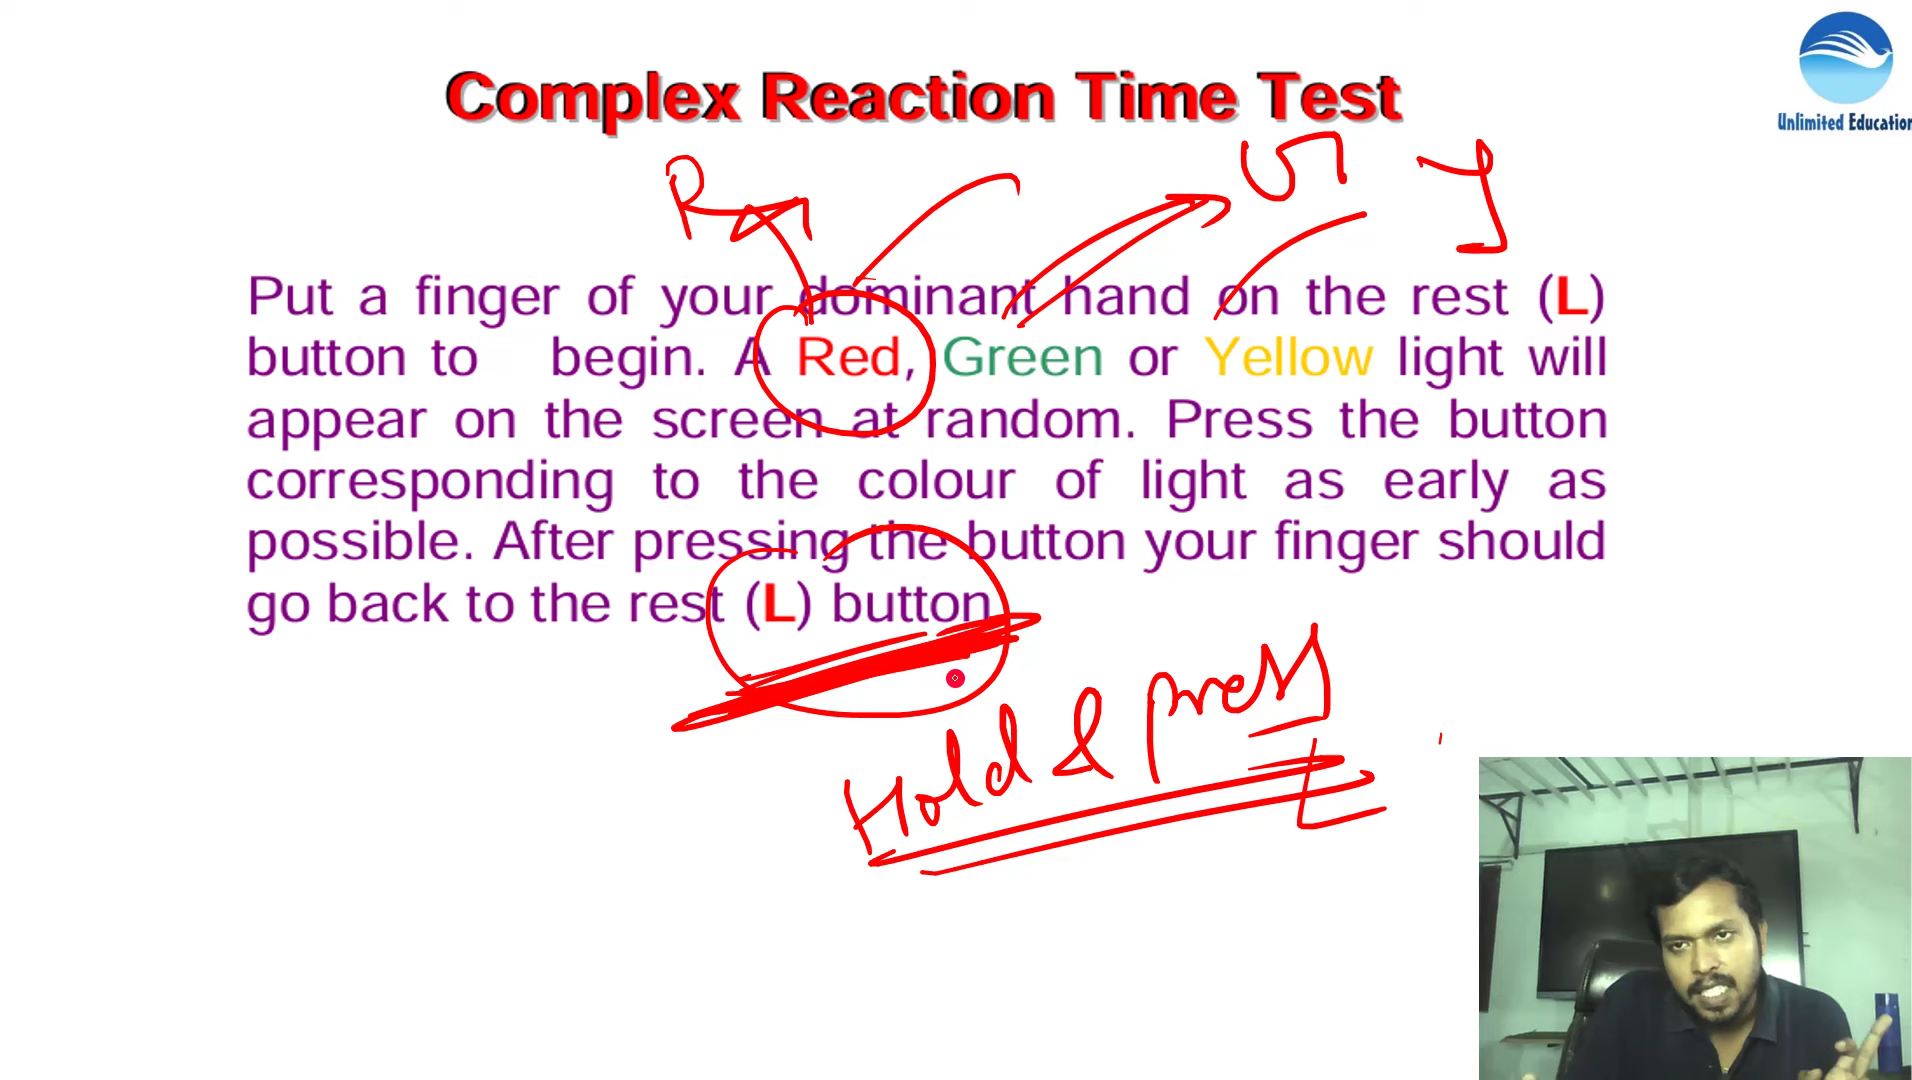 Complex Reaction Time Test
Unlimited Education
R
G
Y
Put a finger of your dominant hand on the rest (L)
button to begin. A Red, Green or Yellow light will
appear on the screen at random. Press the button
corresponding to the colour of light as early as
possible. After pressing the button your finger should
go back to the rest (L) button
Hold & press
L